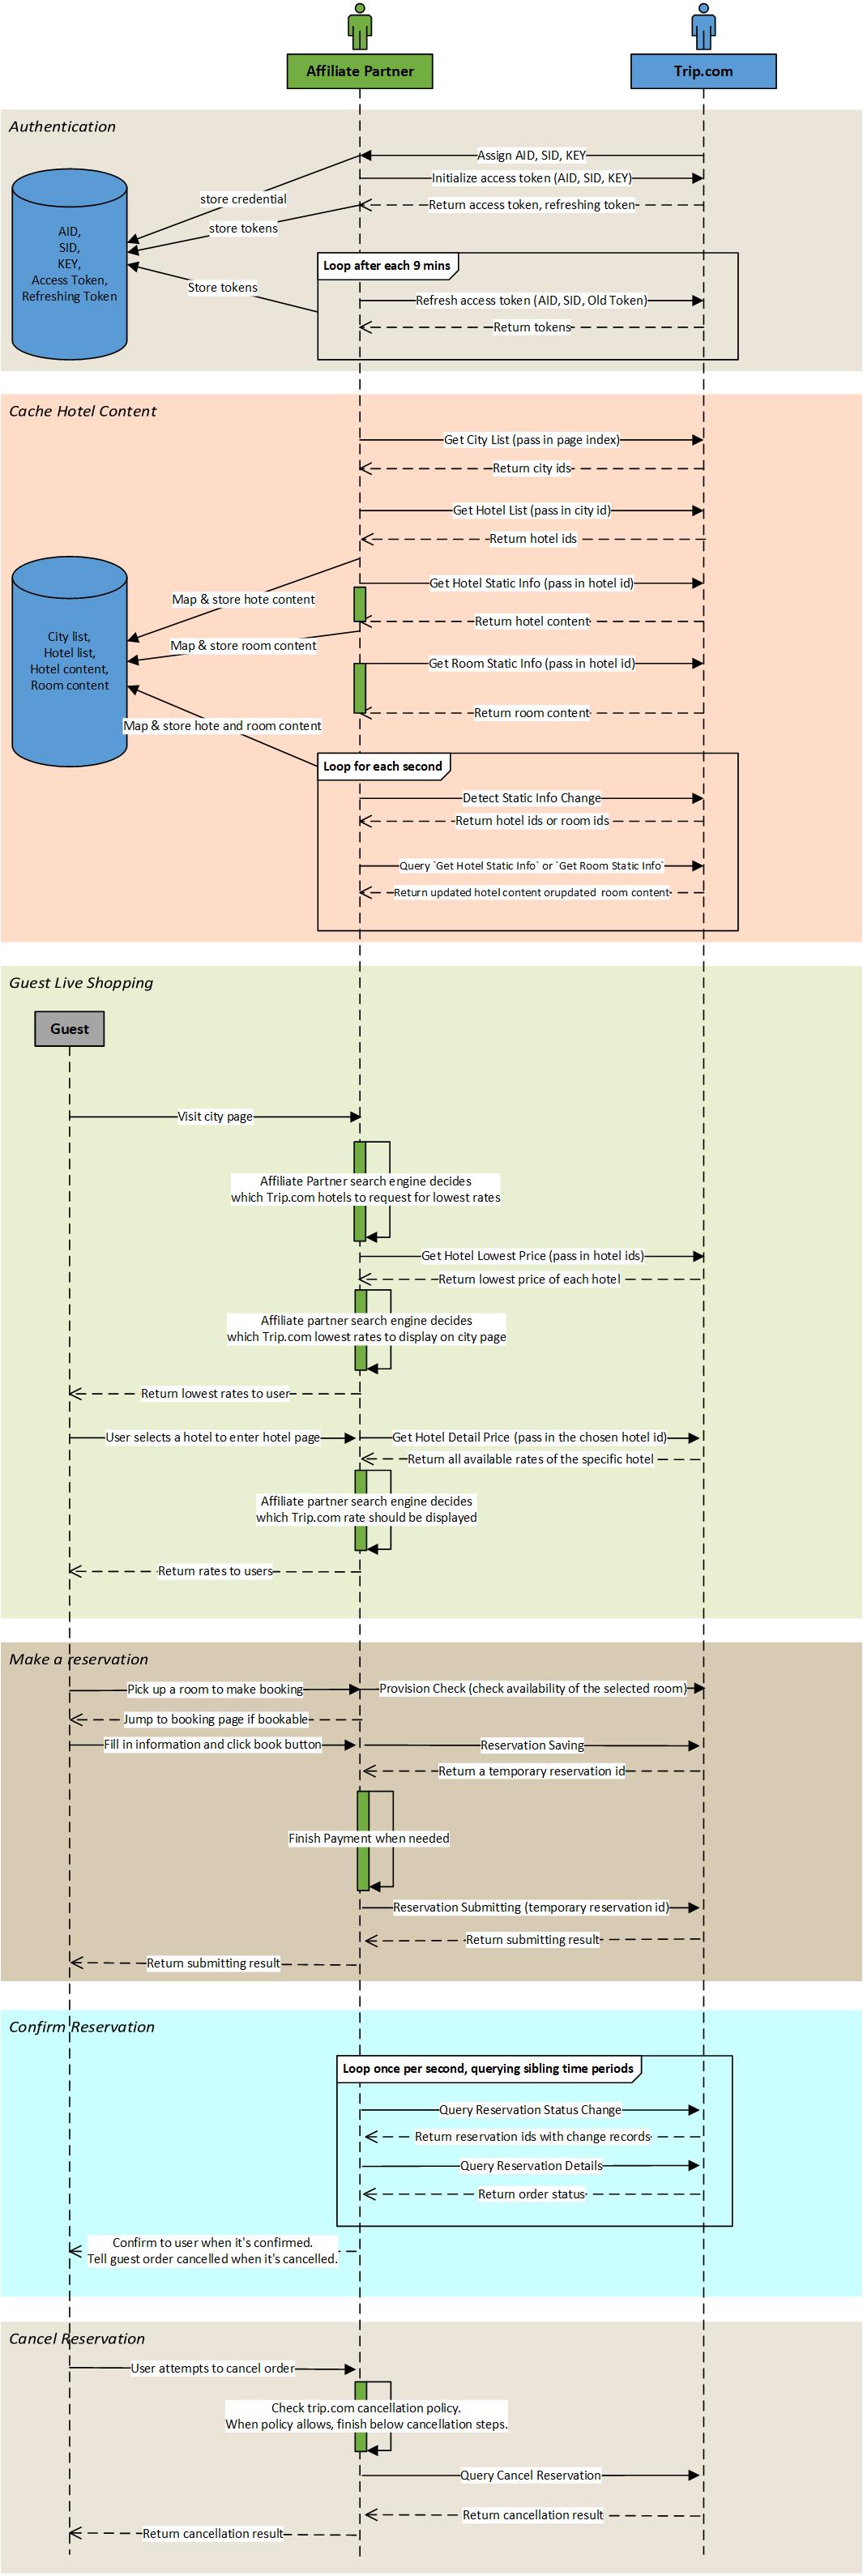 Affiliate Partner
Trip.com
Authentication
Assign AID, SID, KEY
Initialize access token (AID, SID, KEY)
store credential
Return access token, refreshing token
store tokens
AID,
SID,
KEY,
Access Token,
Refreshing Token
Loop after each 9 mins
Store tokens
Refresh access token (AID, SID, Old Token)
Return tokens
Cache Hotel Content
Get City List (pass in page index)
Return city ids
Get Hotel List (pass in city id)
Return hotel ids
Get Hotel Static Info (pass in hotel id)
Map & store hote content
Return hotel content
City list,
Hotel list,
Hotel content,
Room content
Map & store room content
Get Room Static Info (pass in hotel id)
Return room content
Map & store hote and room content
Loop for each second
Detect Static Info Change
Return hotel ids or room ids
Query `Get Hotel Static Info` or `Get Room Static Info`
Return updated hotel content orupdated  room content
Guest Live Shopping
Guest
Visit city page
Affiliate Partner search engine decides
which Trip.com hotels to request for lowest rates
Get Hotel Lowest Price (pass in hotel ids)
Return lowest price of each hotel
Affiliate partner search engine decides
which Trip.com lowest rates to display on city page
Return lowest rates to user
User selects a hotel to enter hotel page
Get Hotel Detail Price (pass in the chosen hotel id)
Return all available rates of the specific hotel
Affiliate partner search engine decides
which Trip.com rate should be displayed
Return rates to users
Make a reservation
Pick up a room to make booking
Provision Check (check availability of the selected room)
Jump to booking page if bookable
Fill in information and click book button
Reservation Saving
Return a temporary reservation id
Finish Payment when needed
Reservation Submitting (temporary reservation id)
Return submitting result
Return submitting result
Confirm Reservation
Loop once per second, querying sibling time periods
Query Reservation Status Change
Return reservation ids with change records
Query Reservation Details
Return order status
Confirm to user when it's confirmed.
Tell guest order cancelled when it's cancelled.
Cancel Reservation
User attempts to cancel order
Check trip.com cancellation policy.
When policy allows, finish below cancellation steps.
Query Cancel Reservation
Return cancellation result
Return cancellation result